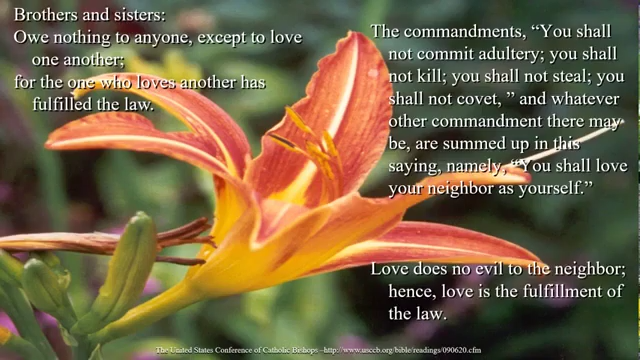 Brothers and sisters:
Owe nothing to anyone, except to love
one another;
for the one who loves another has
fulfilled the law.
The commandments, “You shall
not commit adultery; you shall
not kill; you shall not steal; you
shall not covet, ” and whatever
other commandment there may
be, are summed up in this
saying, namely, “You shall love
your neighbor as yourself.”
Love does no evil to the neighbor;
hence, love is the fulfillment of
the law.
The United States Conference of Catholic Bishops –http://www.usccb.org/bible/readings/090620.cfm